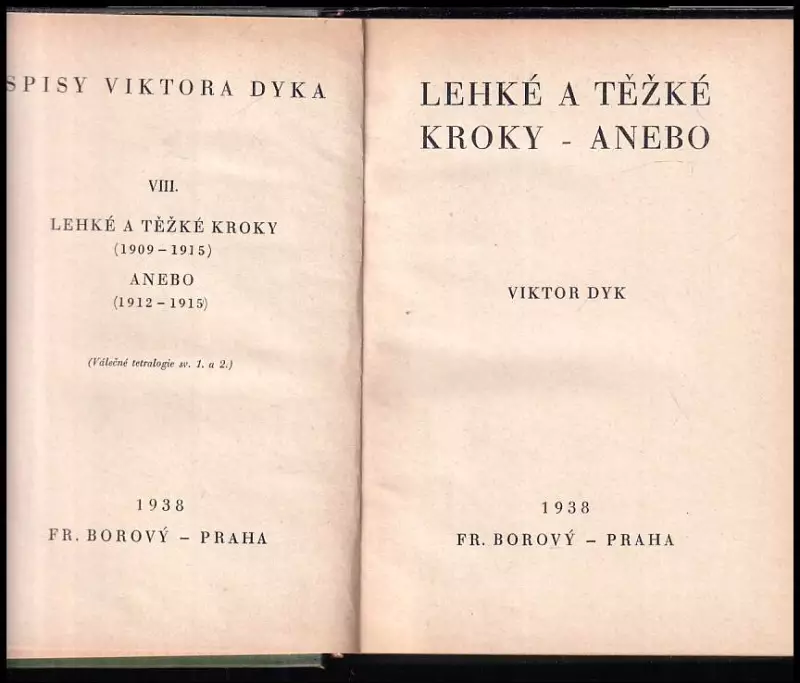 SPISY VIKTORA DYKA
VIII.
LEHKÉ A TĚŽKÉ KROKY
(1909 – 1915)
ANEBO
(1912 – 1915)
(Válečné tetralogie sv. 1. a 2.)
1938
FR. BOROVÝ – PRAHA
LEHKÉ A TĚŽKÉ
KROKY - ANEBO
VIKTOR DYK
1938
FR. BOROVÝ – PRAHA